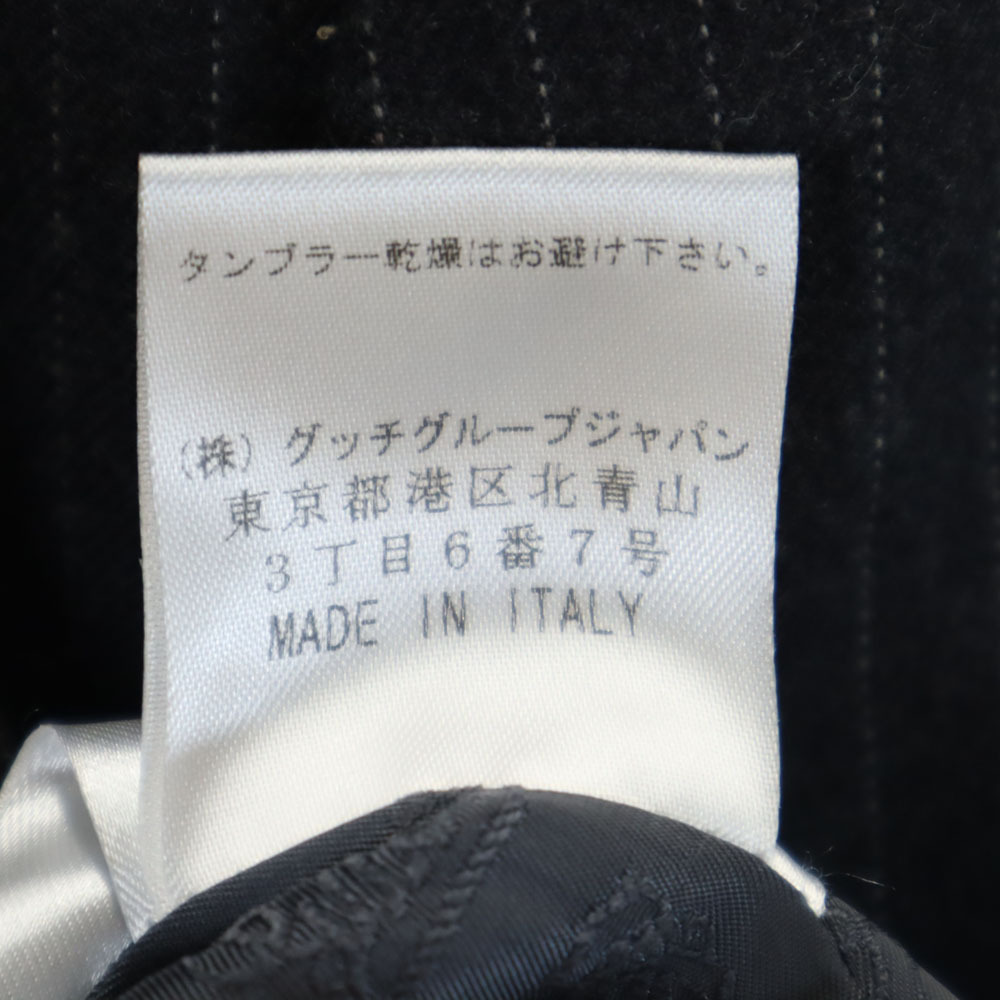 タンブラー乾燥はお避け下さい。
（株）グッチグループジャパン
東京都港区北青山
3丁目6番7号
MADE IN ITALY